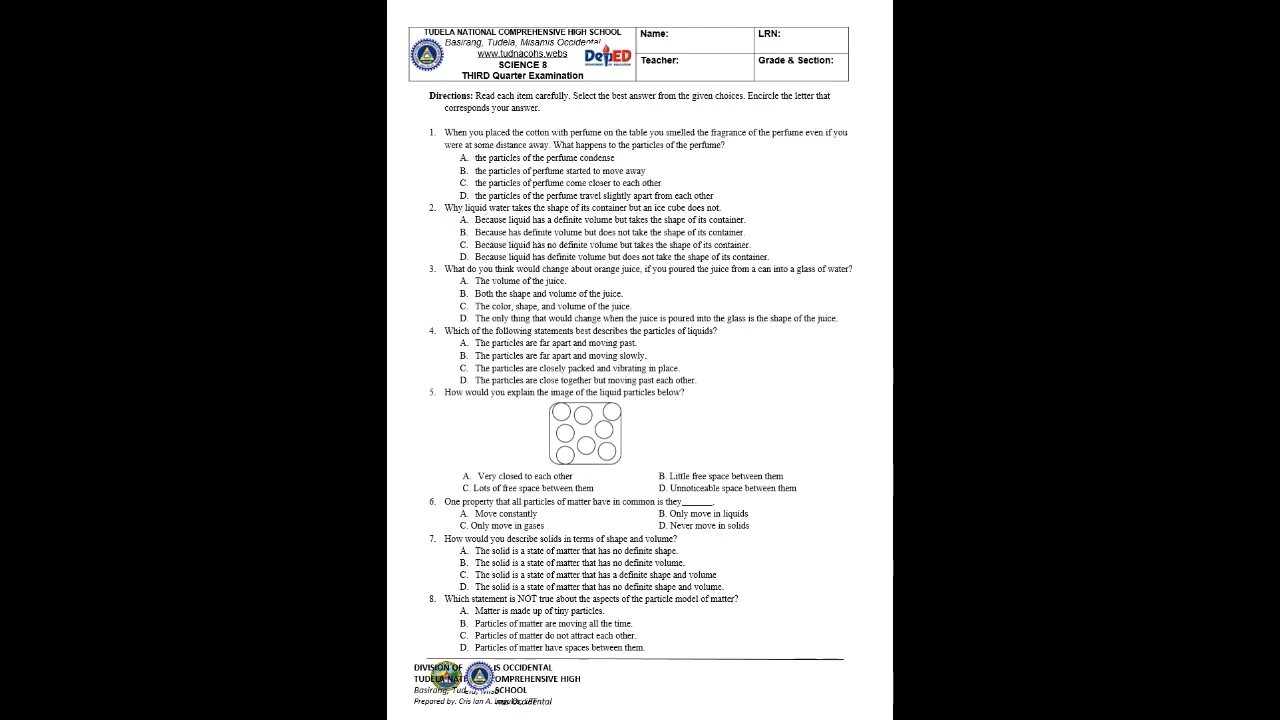 TUDELA NATIONAL COMPREHENSIVE HIGH SCHOOL
Basirang, Tudela, Misamis Occidental
www.tudnacohs.webs
SCIENCE 8
THIRD Quarter Examination
DepED
DEPARTMENT OF EDUCATION
Name:
LRN:
Teacher:
Grade & Section:
Directions: Read each item carefully. Select the best answer from the given choices. Encircle the letter that
corresponds your answer.
1. When you placed the cotton with perfume on the table you smelled the fragrance of the perfume even if you
were at some distance away. What happens to the particles of the perfume?
A. the particles of the perfume condense
B. the particles of perfume started to move away
C. the particles of perfume come closer to each other
D. the particles of the perfume travel slightly apart from each other
2. Why liquid water takes the shape of its container but an ice cube does not.
A. Because liquid has a definite volume but takes the shape of its container.
B. Because has definite volume but does not take the shape of its container.
C. Because liquid has no definite volume but takes the shape of its container.
D. Because liquid has definite volume but does not take the shape of its container.
3. What do you think would change about orange juice, if you poured the juice from a can into a glass of water?
A. The volume of the juice.
B. Both the shape and volume of the juice.
C. The color, shape, and volume of the juice.
D. The only thing that would change when the juice is poured into the glass is the shape of the juice.
4. Which of the following statements best describes the particles of liquids?
A. The particles are far apart and moving past.
B. The particles are far apart and moving slowly.
C. The particles are closely packed and vibrating in place.
D. The particles are close together but moving past each other.
5. How would you explain the image of the liquid particles below?
A. Very closed to each other B. Little free space between them
C. Lots of free space between them D. Unnoticeable space between them
6. One property that all particles of matter have in common is they______.
A. Move constantly B. Only move in liquids
C. Only move in gases D. Never move in solids
7. How would you describe solids in terms of shape and volume?
A. The solid is a state of matter that has no definite shape.
B. The solid is a state of matter that has no definite volume.
C. The solid is a state of matter that has a definite shape and volume
D. The solid is a state of matter that has no definite shape and volume.
8. Which statement is NOT true about the aspects of the particle model of matter?
A. Matter is made up of tiny particles.
B. Particles of matter are moving all the time.
C. Particles of matter do not attract each other.
D. Particles of matter have spaces between them.
DIVISION OF IS OCCIDENTAL
TUDELA OMPREHENSIVE HIGH
Basirang, SCHOOL
Prepared by: Cris Ian A.